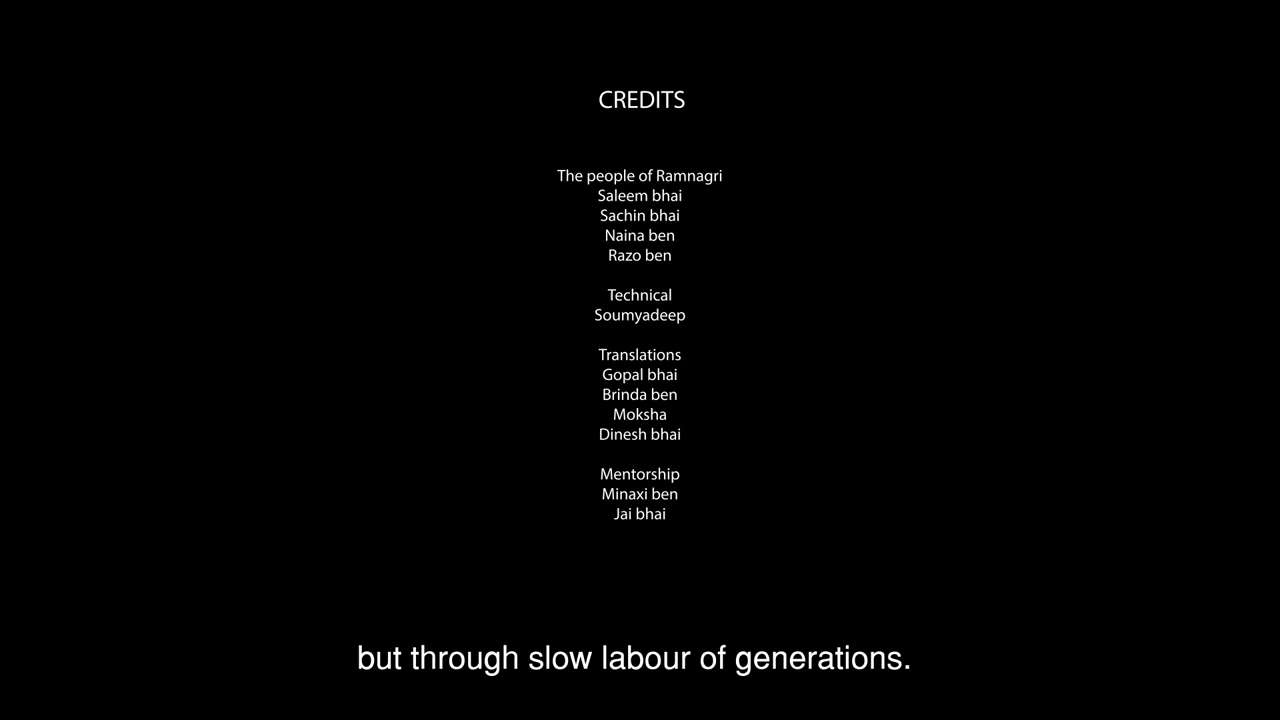 CREDITS
The people of Ramnagri
Saleem bhai
Sachin bhai
Naina ben
Razo ben
Technical
Soumyadeep
Translations
Gopal bhai
Brinda ben
Moksha
Dinesh bhai
Mentorship
Minaxi ben
Jai bhai
but through slow labour of generations.